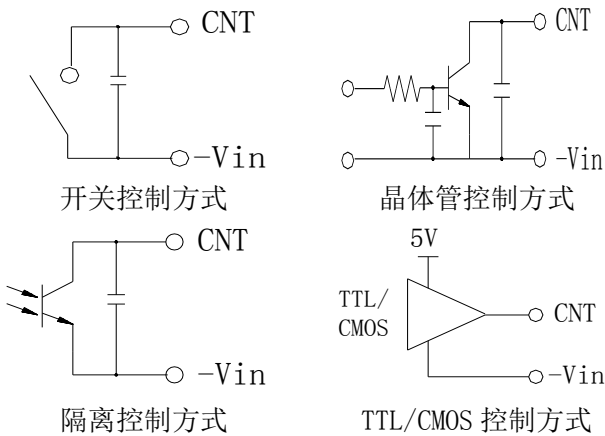 CNT
-Vin
开关控制方式
CNT
-Vin
晶体管控制方式
CNT
-Vin
隔离控制方式
5V
TTL/
CMOS
CNT
-Vin
TTL/CMOS 控制方式